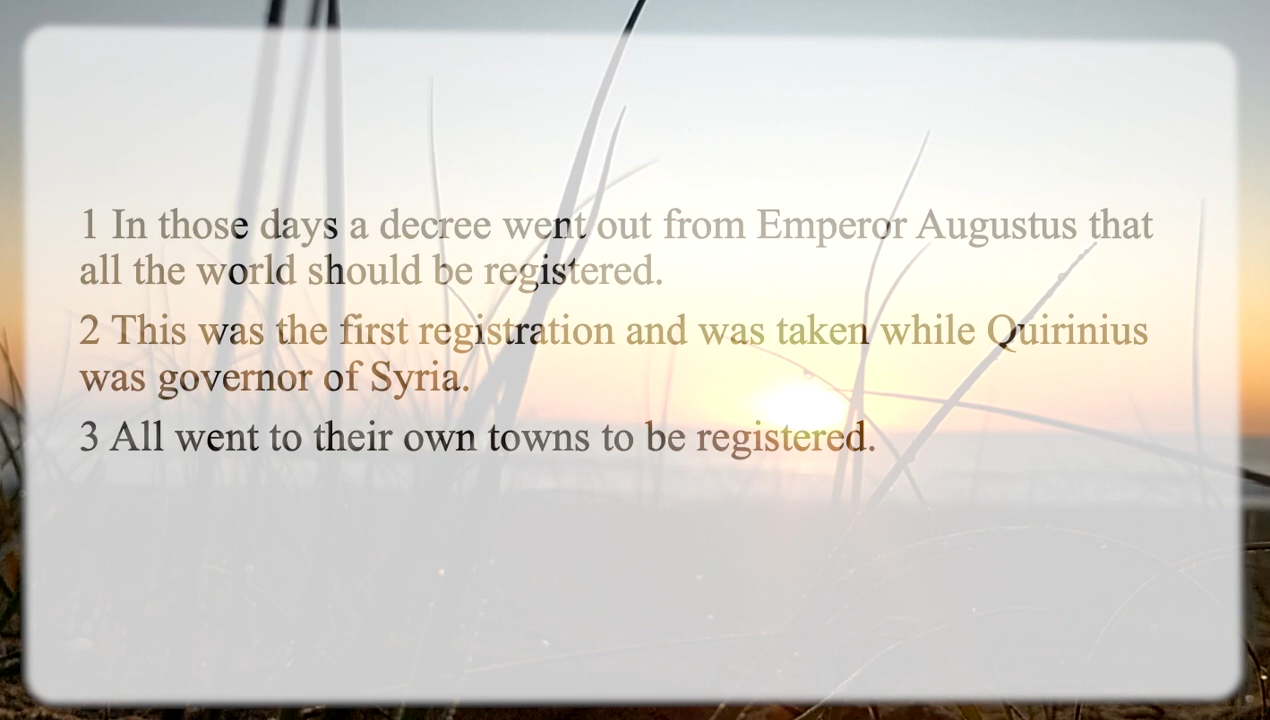 1 In those days a decree went out from Emperor Augustus that
all the world should be registered.
2 This was the first registration and was taken while Quirinius
was governor of Syria.
3 All went to their own towns to be registered.